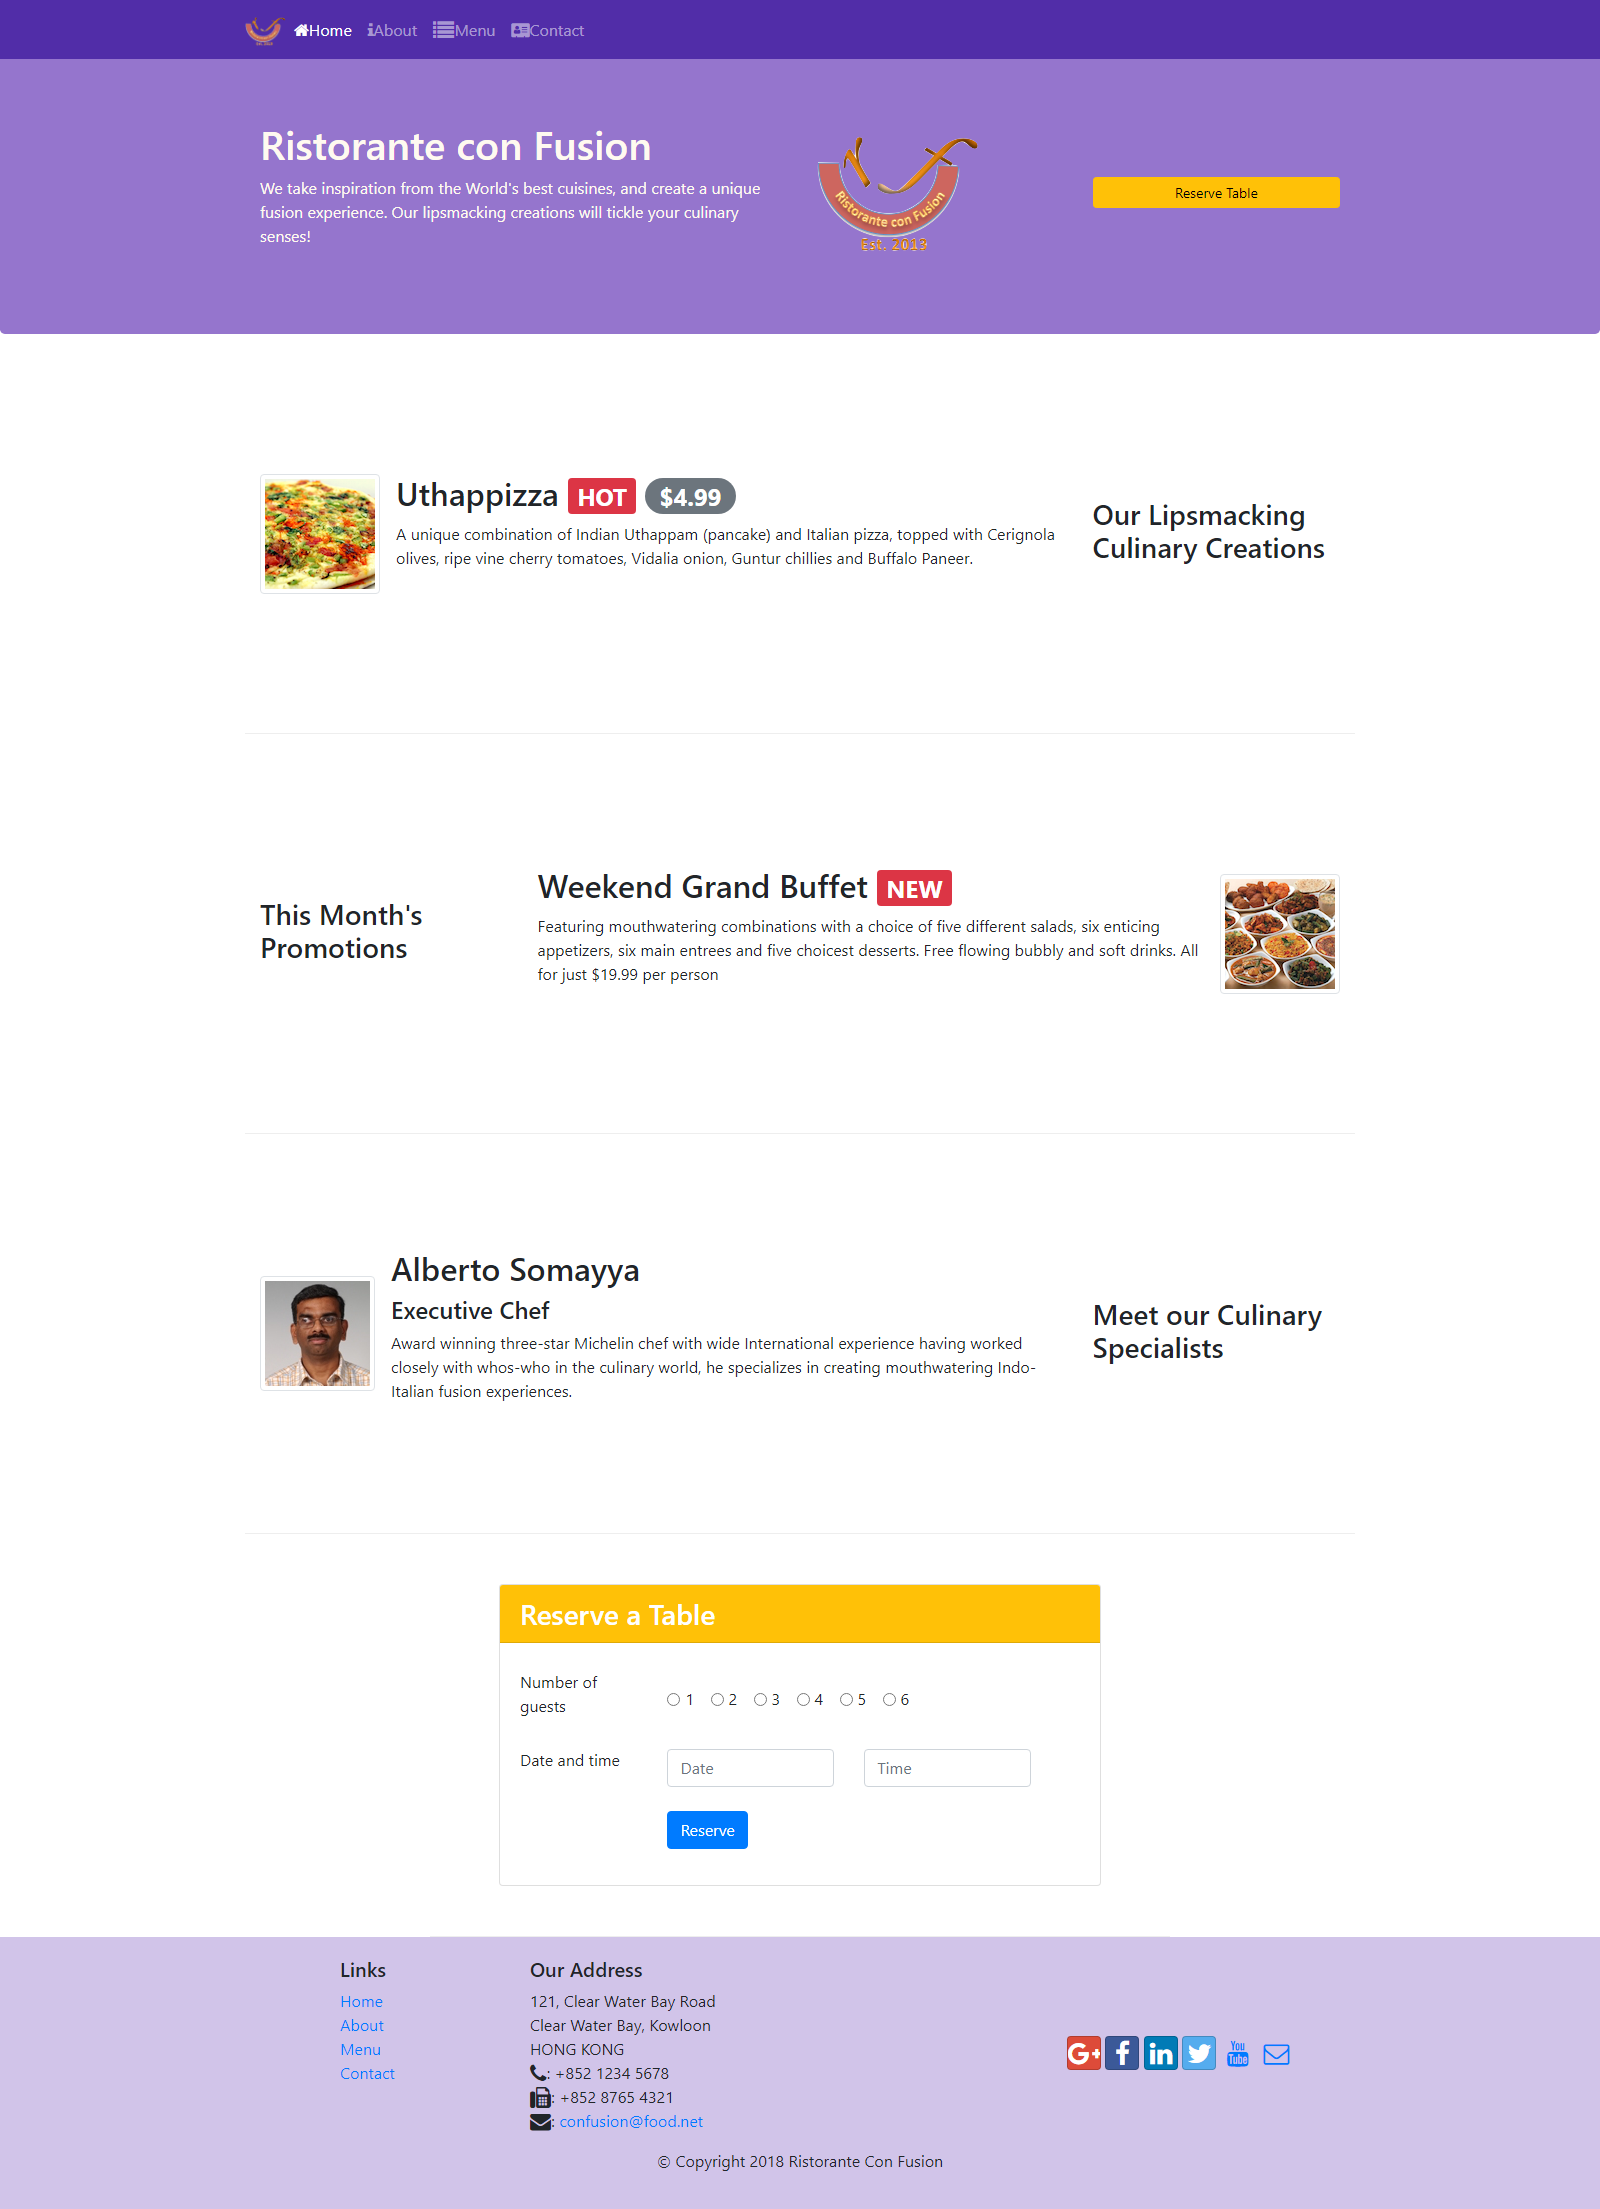 Home About Menu Contact
Ristorante con Fusion
We take inspiration from the World's best cuisines, and create a unique
fusion experience. Our lipsmacking creations will tickle your culinary
senses!
Ristorante con Fusion
Est. 2013
Reserve Table
Uthappizza HOT $4.99
A unique combination of Indian Uthappam (pancake) and Italian pizza, topped with Cerignola
olives, ripe vine cherry tomatoes, Vidalia onion, Guntur chillies and Buffalo Paneer.
Our Lipsmacking
Culinary Creations
This Month's
Promotions
Weekend Grand Buffet NEW
Featuring mouthwatering combinations with a choice of five different salads, six enticing
appetizers, six main entrees and five choicest desserts. Free flowing bubbly and soft drinks. All
for just $19.99 per person
Alberto Somayya
Executive Chef
Award winning three-star Michelin chef with wide International experience having worked
closely with whos-who in the culinary world, he specializes in creating mouthwatering Indo-
Italian fusion experiences.
Meet our Culinary
Specialists
Reserve a Table
Number of
guests
1 2 3 4 5 6
Date and time
Date
Time
Reserve
Links
Home
About
Menu
Contact
Our Address
121, Clear Water Bay Road
Clear Water Bay, Kowloon
HONG KONG
: +852 1234 5678
: +852 8765 4321
: confusion@food.net
G+ f in You Tube
© Copyright 2018 Ristorante Con Fusion